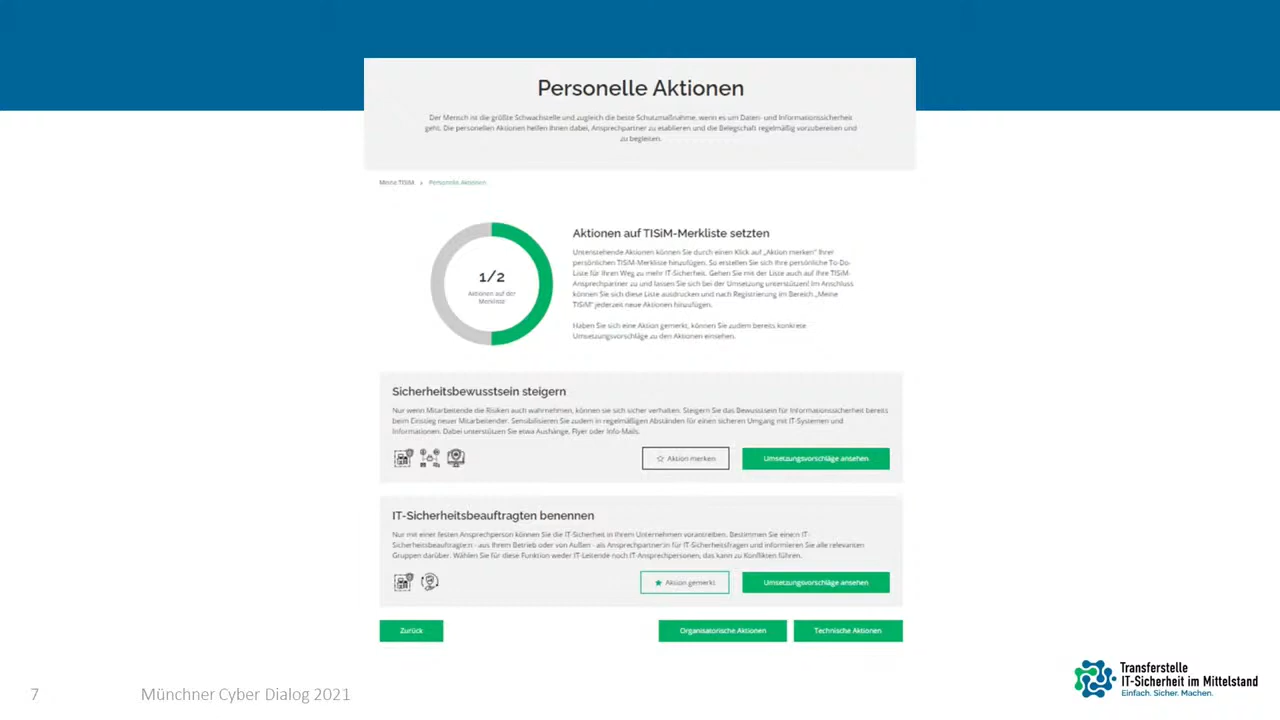 Personelle Aktionen
Der Mensch ist die größte Schwachstelle und zugleich die beste Schutzmaßnahme, wenn es um Daten- und Informationssicherheit
geht. Die personellen Aktionen helfen Ihnen dabei, Ansprechpartner zu etablieren und die Belegschaft regelmäßig vorzubereiten und
zu begleiten.
Meine TISiM > Personelle Aktionen
1/2
Aktionen auf der
Merkliste
Aktionen auf TISiM-Merkliste setzten
Untenstehende Aktionen können Sie durch einen Klick auf „Aktion merken“ Ihrer
persönlichen TISiM-Merkliste hinzufügen. So erstellen Sie sich Ihre persönliche To-Do-
Liste für Ihren Weg zu mehr IT-Sicherheit. Gehen Sie mit der Liste auch auf Ihre TISiM-
Ansprechpartner zu und lassen Sie sich bei der Umsetzung unterstützen! Im Anschluss
können Sie sich diese Liste ausdrucken und nach Registrierung im Bereich „Meine
TISiM“ jederzeit neue Aktionen hinzufügen.
Haben Sie sich eine Aktion gemerkt, können Sie zudem bereits konkrete
Umsetzungsvorschläge zu den Aktionen einsehen.
Sicherheitsbewusstsein steigern
Nur wenn Mitarbeitende die Risiken auch wahrnehmen, können sie sich sicher verhalten. Steigern Sie das Bewusstsein für Informationssicherheit bereits
beim Einstieg neuer Mitarbeitender. Sensibilisieren Sie zudem in regelmäßigen Abständen für einen sicheren Umgang mit IT-Systemen und
Informationen. Dabei unterstützen Sie etwa Aushänge, Flyer oder Info-Mails.
Aktion merken
Umsetzungsvorschläge ansehen
IT-Sicherheitsbeauftragten benennen
Nur mit einer festen Ansprechperson können Sie die IT-Sicherheit in Ihrem Unternehmen vorantreiben. Bestimmen Sie eine:n IT-
Sicherheitsbeauftragte:n - aus Ihrem Betrieb oder von Außen - als Ansprechpartner:in für IT-Sicherheitsfragen und informieren Sie alle relevanten
Gruppen darüber. Wählen Sie für diese Funktion weder IT-Leitende noch IT-Ansprechpersonen, das kann zu Konflikten führen.
Aktion gemerkt
Umsetzungsvorschläge ansehen
Zurück
Organisatorische Aktionen
Technische Aktionen
7
Münchner Cyber Dialog 2021
Transferstelle
IT-Sicherheit im Mittelstand
Einfach. Sicher. Machen.